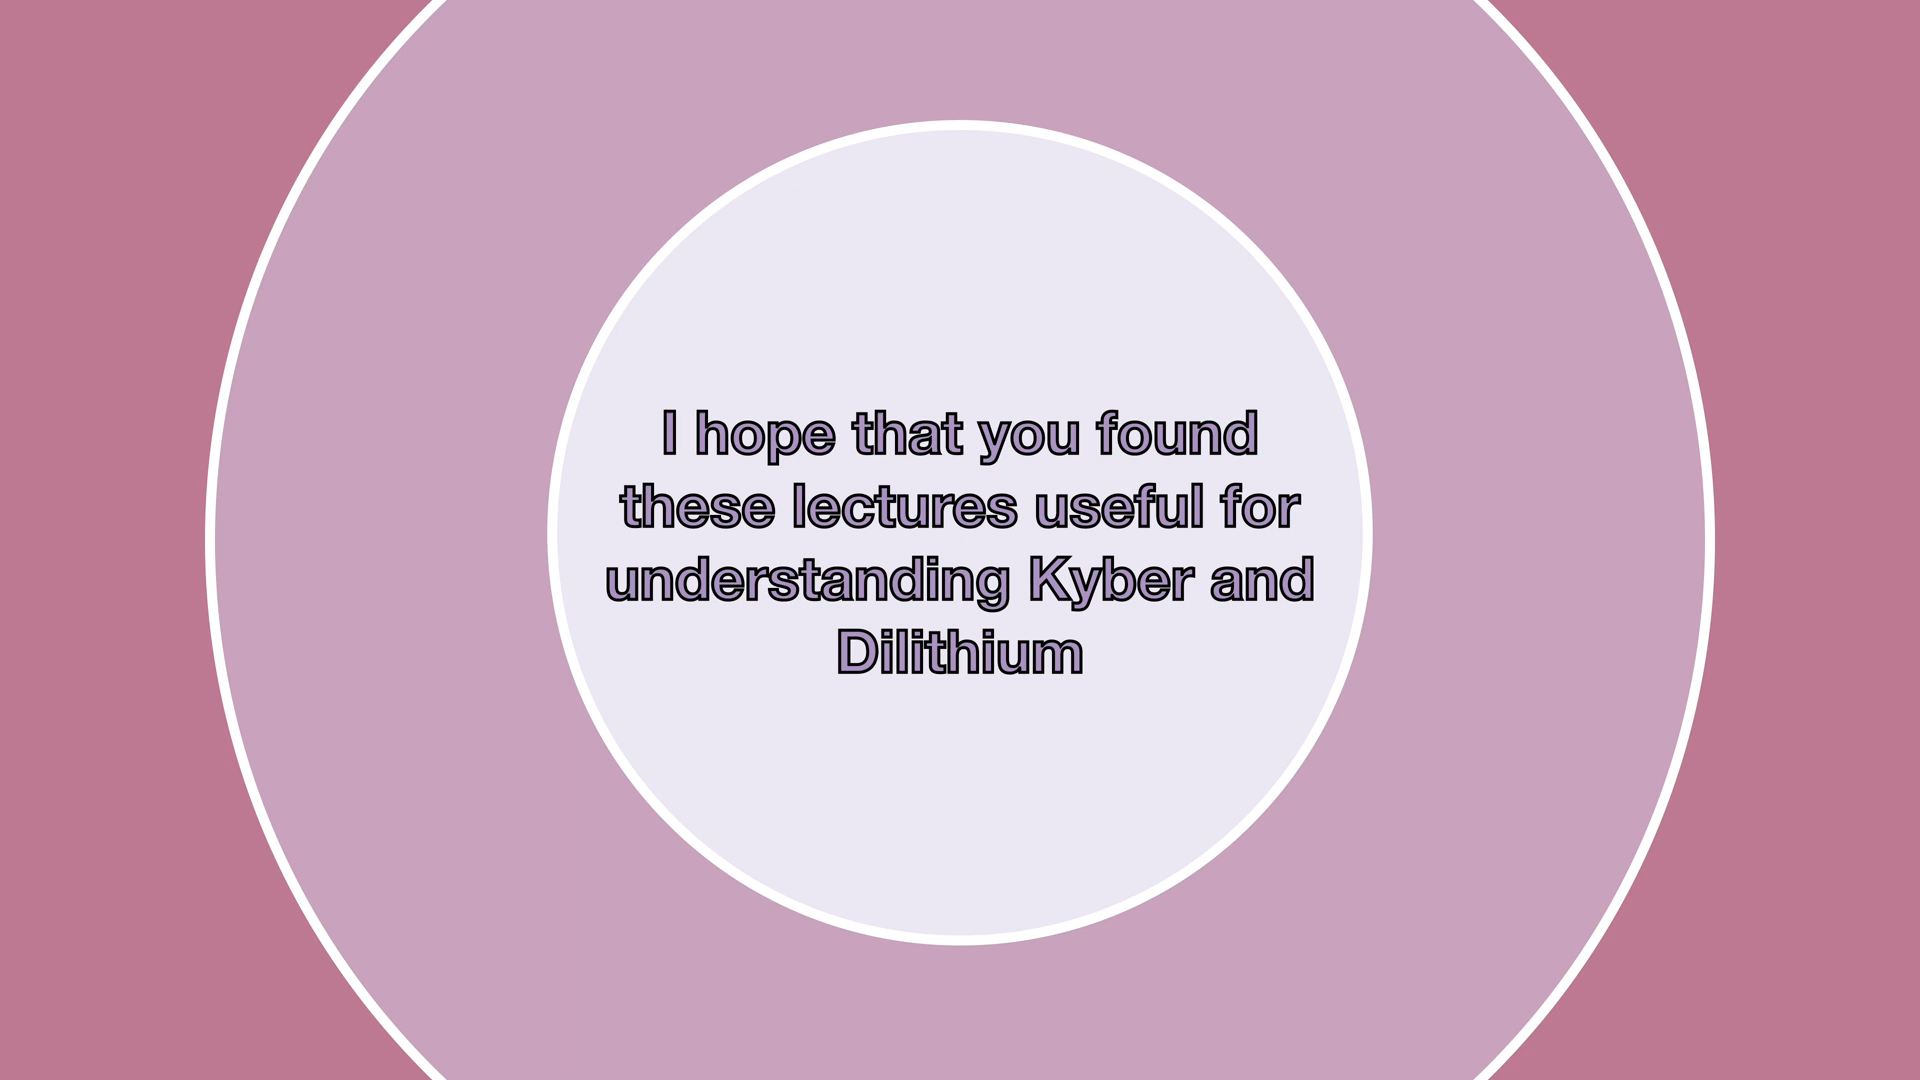 I hope that you found
these lectures useful for
understanding Kyber and
Dilithium